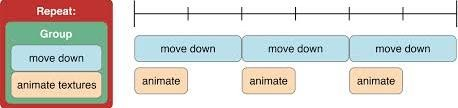 Repeat:
Group
move down
animate textures
move down move down move down
animate animate animate